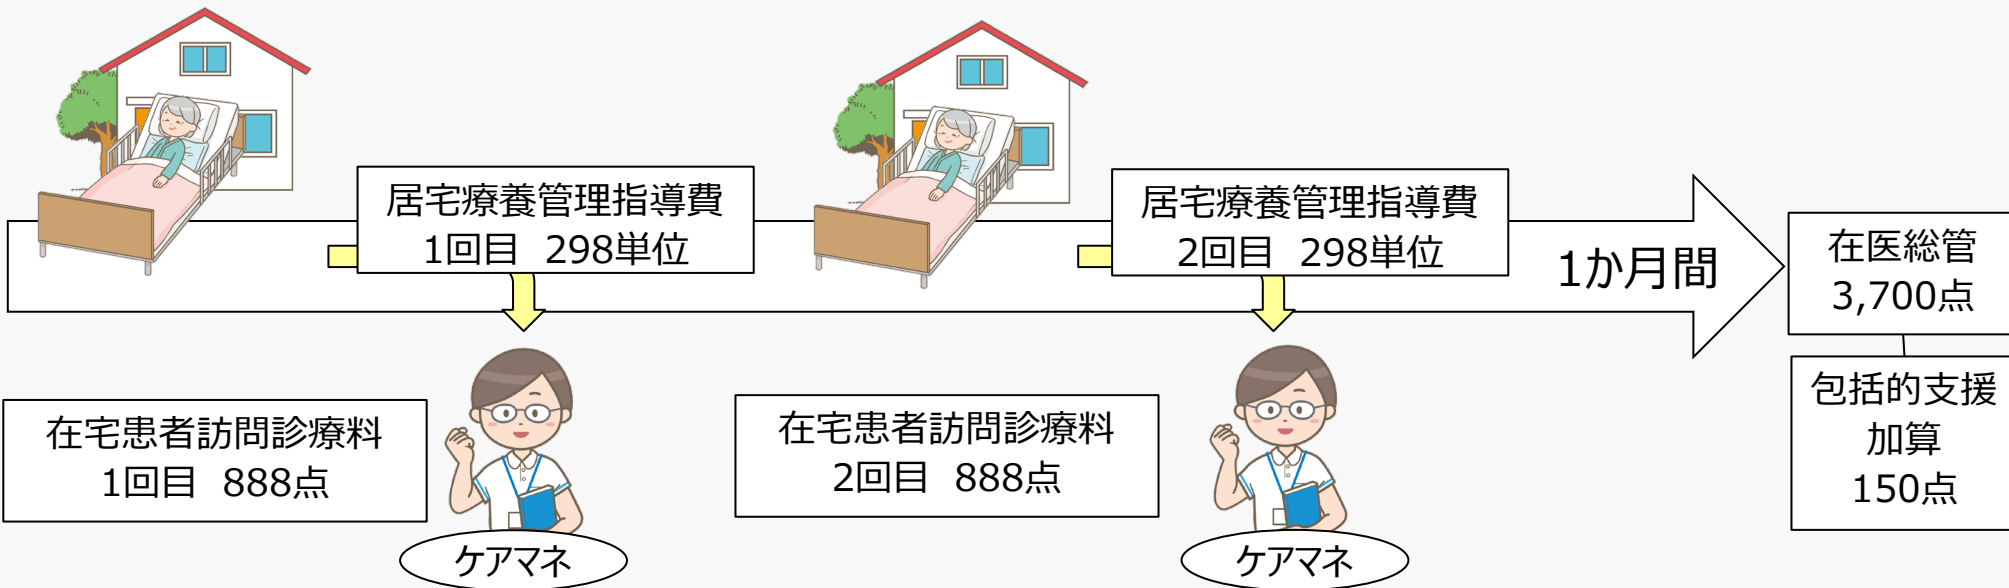 居宅療養管理指導費
1回目 298単位
居宅療養管理指導費
2回目 298単位
1か月間
在医総管
3,700点
包括的支援
加算
150点
在宅患者訪問診療料
1回目 888点
ケアマネ
在宅患者訪問診療料
2回目 888点
ケアマネ